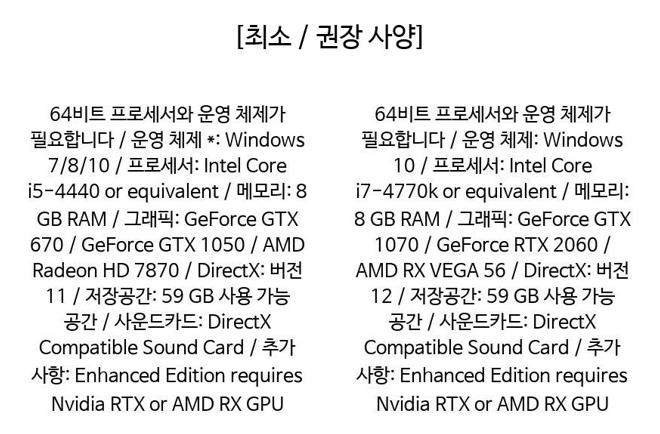 [최소 / 권장 사양]
64비트 프로세서와 운영 체제가
필요합니다 / 운영 체제 *: Windows
7/8/10 / 프로세서: Intel Core
i5-4440 or equivalent / 메모리: 8
GB RAM / 그래픽: GeForce GTX
670 / GeForce GTX 1050 / AMD
Radeon HD 7870 / DirectX: 버전
11 / 저장공간: 59 GB 사용 가능
공간 / 사운드카드: DirectX
Compatible Sound Card / 추가
사항: Enhanced Edition requires
Nvidia RTX or AMD RX GPU
64비트 프로세서와 운영 체제가
필요합니다 / 운영 체제: Windows
10 / 프로세서: Intel Core
i7-4770k or equivalent / 메모리:
8 GB RAM / 그래픽: GeForce GTX
1070 / GeForce RTX 2060 /
AMD RX VEGA 56 / DirectX: 버전
12 / 저장공간: 59 GB 사용 가능
공간 / 사운드카드: DirectX
Compatible Sound Card / 추가
사항: Enhanced Edition requires
Nvidia RTX or AMD RX GPU